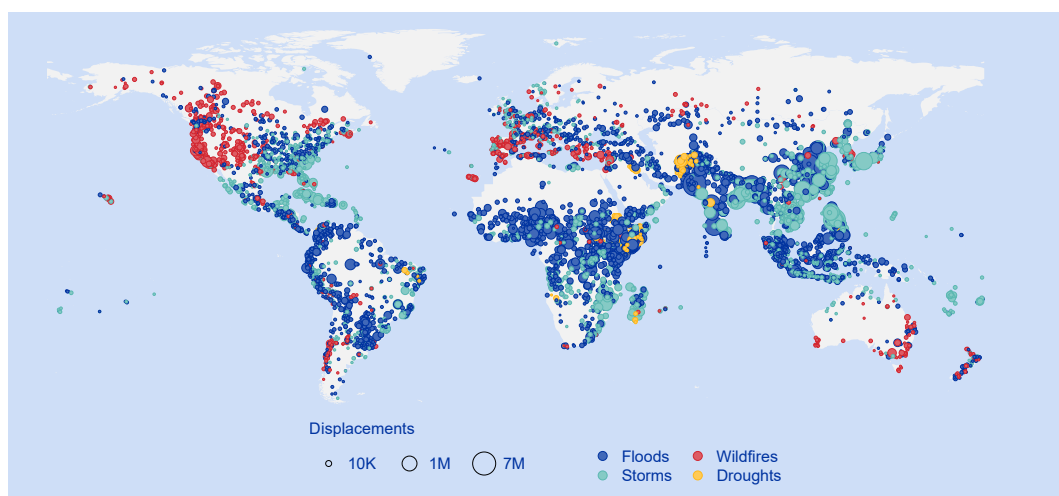 Displacements
10K 1M 7M
Floods Wildfires
Storms Droughts